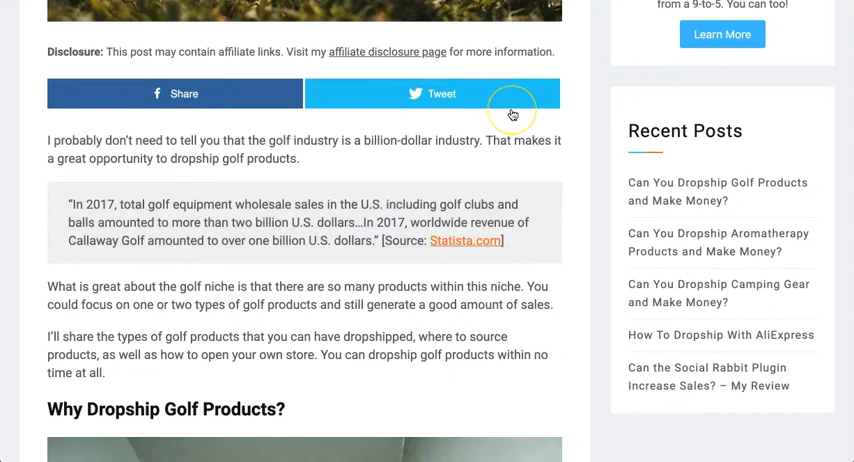 from a 9-to-5. You can too!
Learn More
Disclosure: This post may contain affiliate links. Visit my affiliate disclosure page for more information.
Share
Tweet
I probably don't need to tell you that the golf industry is a billion-dollar industry. That makes it
a great opportunity to dropship golf products.
“In 2017, total golf equipment wholesale sales in the U.S. including golf clubs and
balls amounted to more than two billion U.S. dollars…In 2017, worldwide revenue of
Callaway Golf amounted to over one billion U.S. dollars.” [Source: Statista.com]
What is great about the golf niche is that there are so many products within this niche. You
could focus on one or two types of golf products and still generate a good amount of sales.
I'll share the types of golf products that you can have dropshipped, where to source
products, as well as how to open your own store. You can dropship golf products within no
time at all.
Why Dropship Golf Products?
Recent Posts
Can You Dropship Golf Products
and Make Money?
Can You Dropship Aromatherapy
Products and Make Money?
Can You Dropship Camping Gear
and Make Money?
How To Dropship With AliExpress
Can the Social Rabbit Plugin
Increase Sales? – My Review